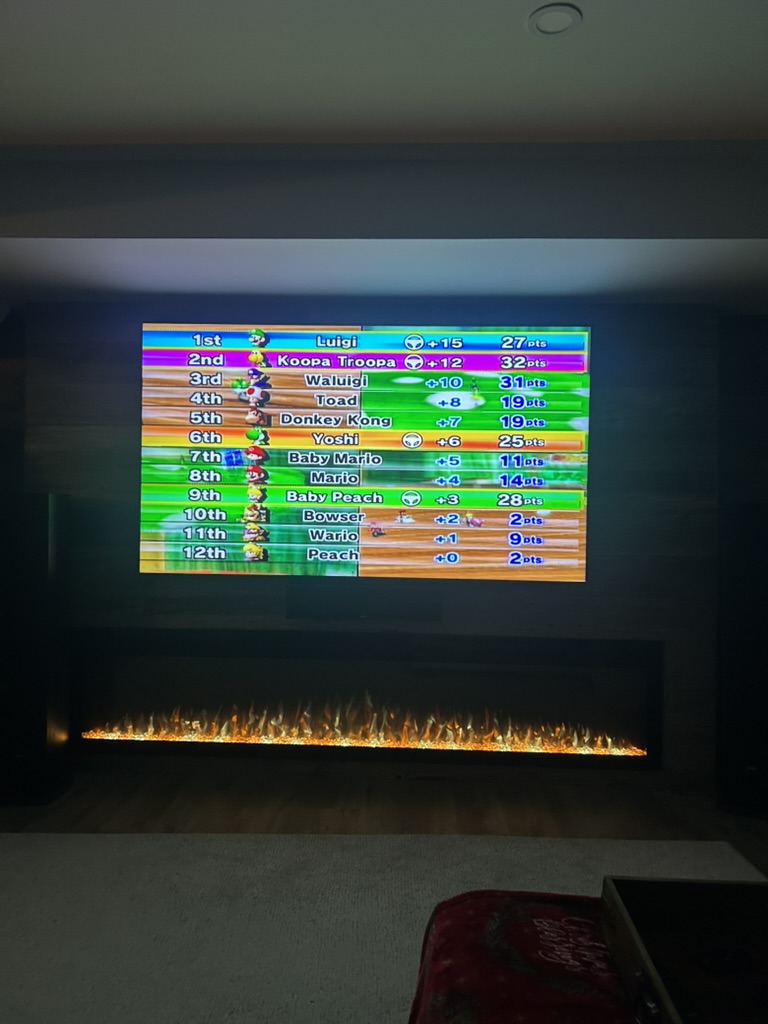 1st Luigi +15 27pts
2nd Koopa Troopa +12 32pts
3rd Waluigi +10 31pts
4th Toad +8 19pts
5th Donkey Kong +7 19pts
6th Yoshi +6 25pts
7th Baby Mario +5 11pts
8th Mario +4 14pts
9th Baby Peach +3 28pts
10th Bowser +2 2pts
11th Wario +1 9pts
12th Peach +0 2pts